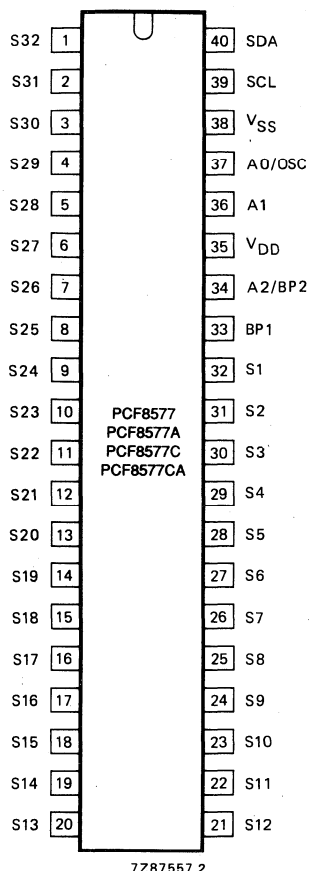 S32 1 40 SDA
S31 2 39 SCL
S30 3 38 VSS
S29 4 37 A0/OSC
S28 5 36 A1
S27 6 35 VDD
S26 7 34 A2/BP2
S25 8 33 BP1
S24 9 32 S1
S23 10 31 S2
PCF8577
PCF8577A
PCF8577C
PCF8577CA
S22 11 30 S3
S21 12 29 S4
S20 13 28 S5
S19 14 27 S6
S18 15 26 S7
S17 16 25 S8
S16 17 24 S9
S15 18 23 S10
S14 19 22 S11
S13 20 21 S12
7Z87557.2